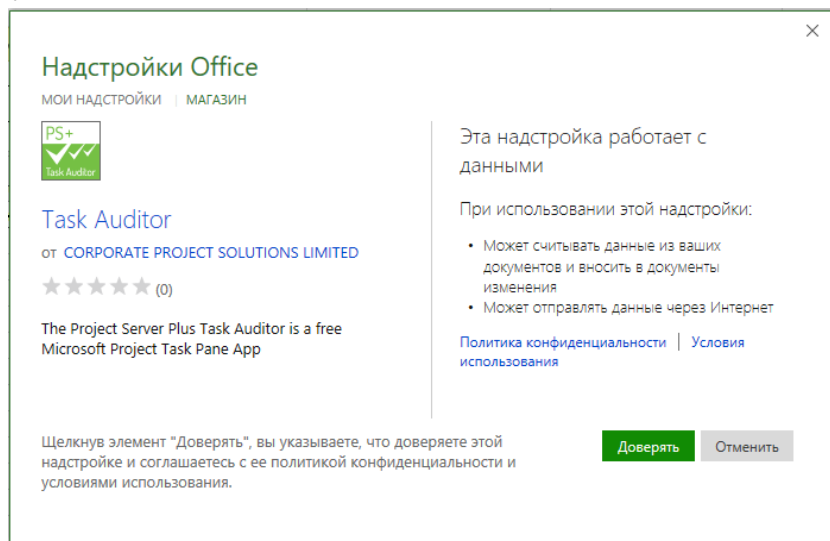 Надстройки Office
МОИ НАДСТРОЙКИ | МАГАЗИН
PS+
Task Auditor
Task Auditor
от CORPORATE PROJECT SOLUTIONS LIMITED
(0)
The Project Server Plus Task Auditor is a free
Microsoft Project Task Pane App
Эта надстройка работает с
данными
При использовании этой надстройки:
• Может считывать данные из ваших
документов и вносить в документы
изменения
• Может отправлять данные через Интернет
Политика конфиденциальности | Условия
использования
Щелкнув элемент "Доверять", вы указываете, что доверяете этой
надстройке и соглашаетесь с ее политикой конфиденциальности и
условиями использования.
Доверять
Отменить